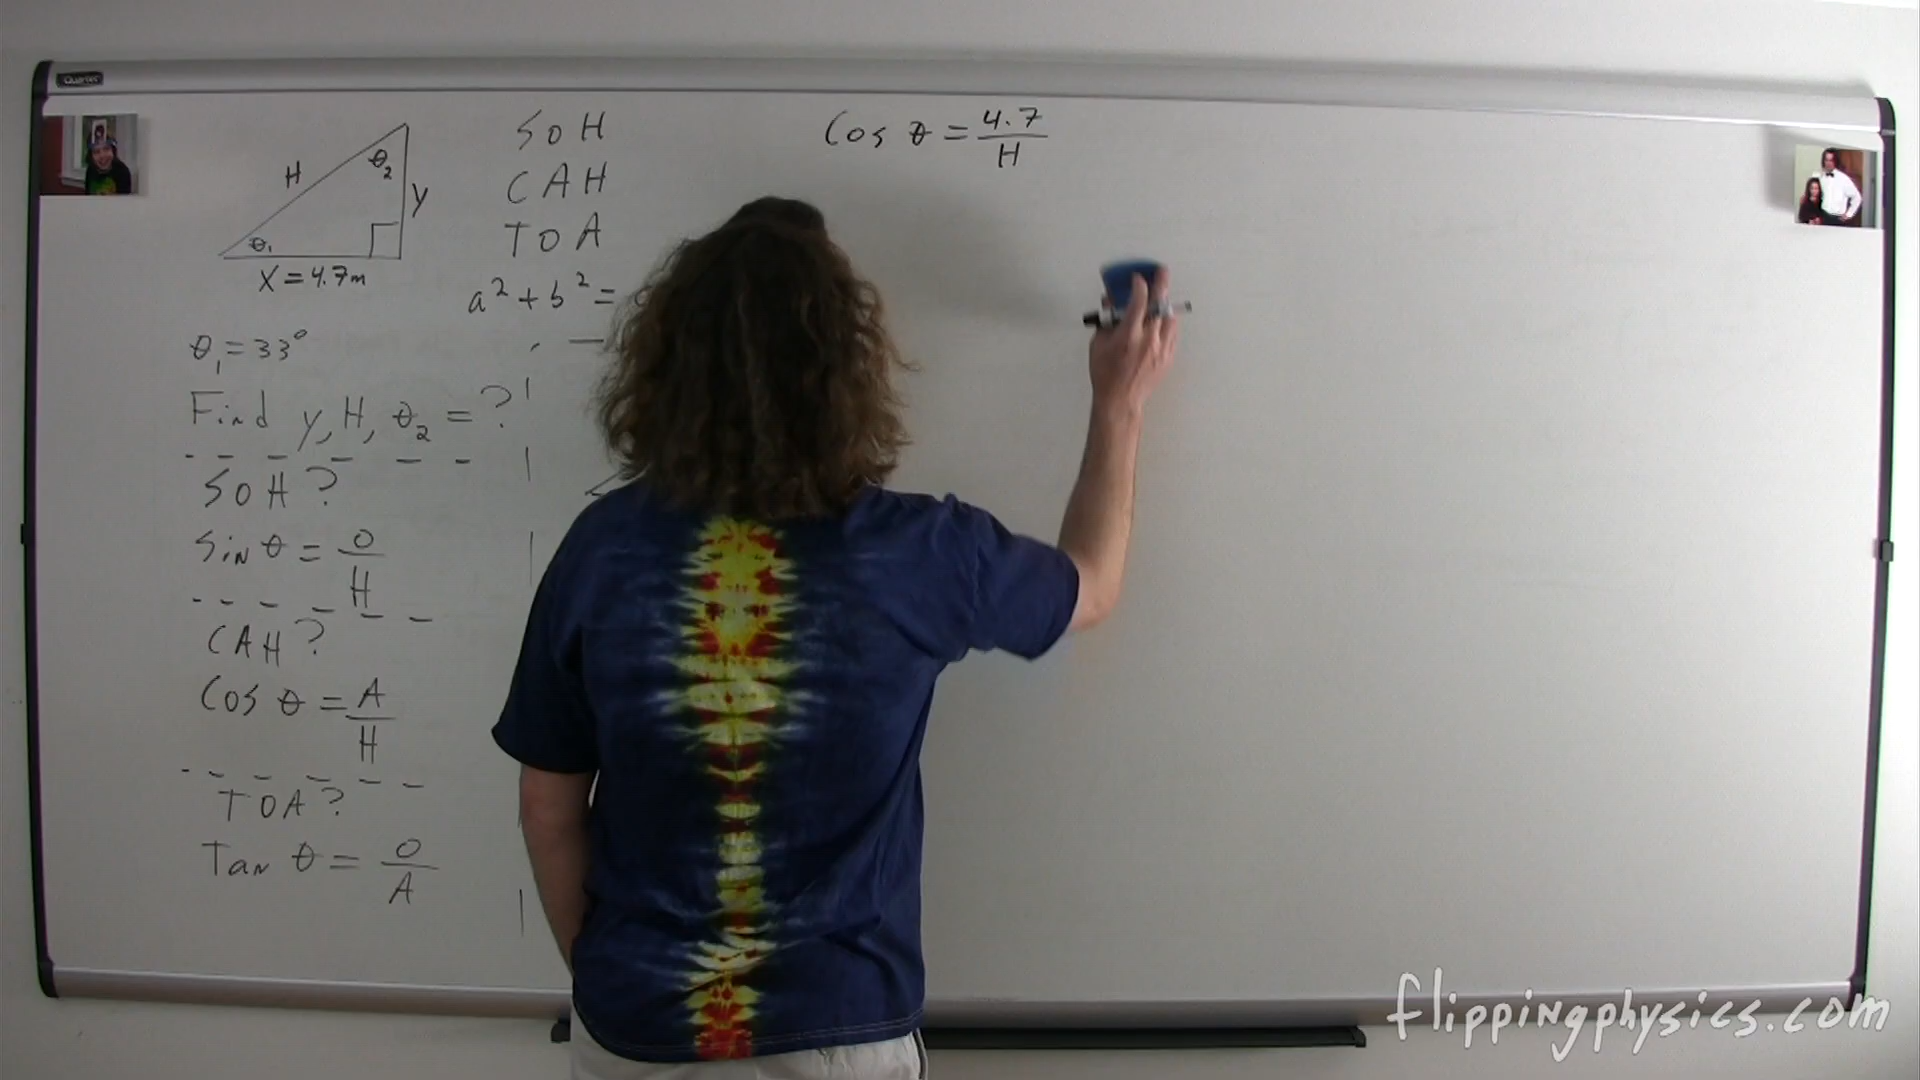 Quartet
H
θ₂
y
θ₁
x = 4.7m
SOH
CAH
TOA
a² + b² =
θ₁ = 33°
Find y, H, θ₂ = ?
SOH?
Sin θ = O/H
CAH?
Cos θ = A/H
TOA?
Tan θ = O/A
Cos θ = 4.7/H
flippingphysics.com